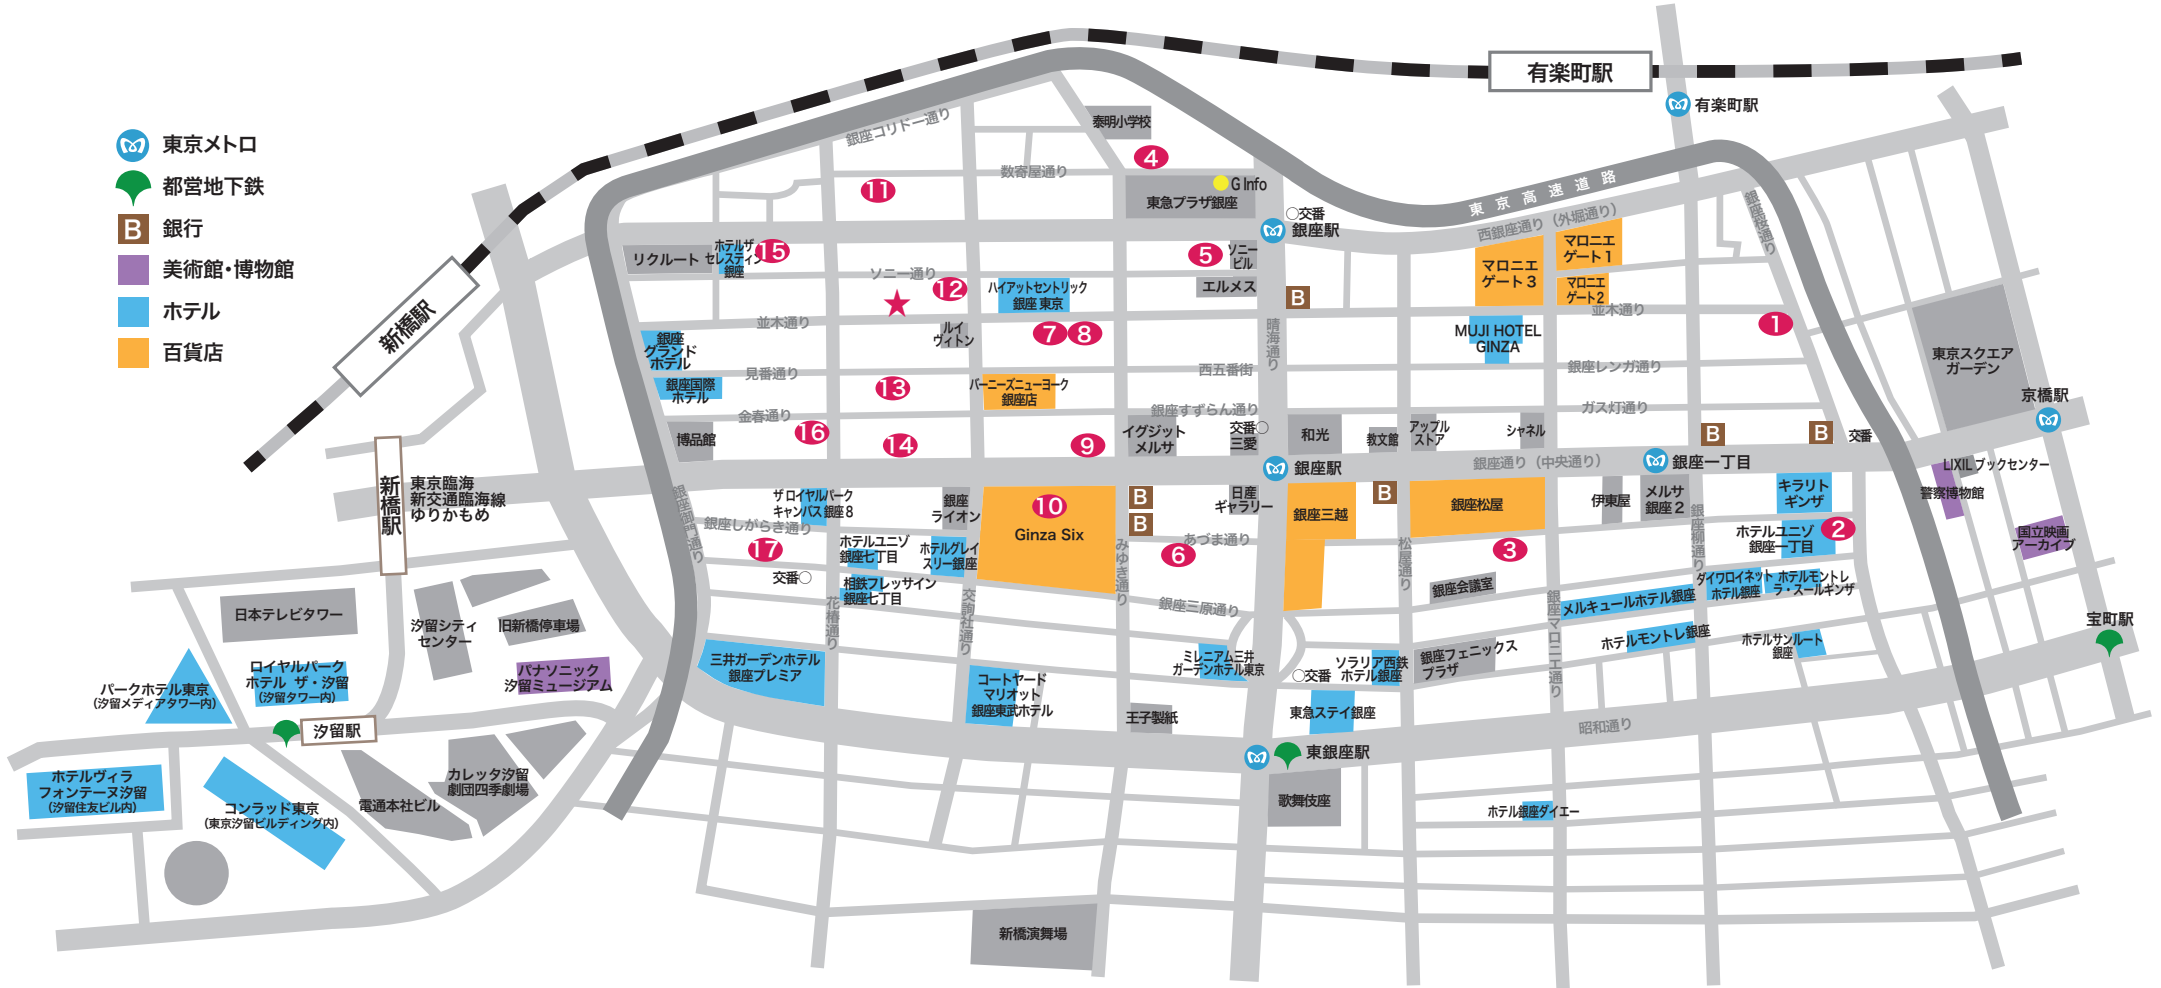 東京メトロ
都営地下鉄
B 銀行
美術館・博物館
ホテル
百貨店
有楽町駅
有楽町駅
泰明小学校
銀座コリドー通り
数寄屋通り
4
11
G Info
東急プラザ銀座
東京高速道路
○交番
銀座駅
西銀座通り（外堀通り）
銀座桜通り
リクルート
ホテルザ
セレスティン
銀座
15
5
ソニー
ビル
ソニー通り
12
ハイアットセントリック
銀座 東京
エルメス
B
マロニエ
ゲート3
マロニエ
ゲート1
マロニエ
ゲート2
並木通り
並木通り
1
新橋駅
銀座
グランド
ホテル
ルイ
ヴィトン
7
8
晴海通り
MUJI HOTEL
GINZA
東京スクエア
ガーデン
見番通り
西五番街
銀座レンガ通り
銀座国際
ホテル
13
バーニーズニューヨーク
銀座店
京橋駅
金春通り
銀座すずらん通り
ガス灯通り
博品館
16
14
9
イグジット
メルサ
交番○
三愛
和光
教文館
アップル
ストア
シャネル
B
B
交番
銀座駅
銀座通り（中央通り）
銀座一丁目
LIXIL ブックセンター
警察博物館
新橋駅
東京臨海
新交通臨海線
ゆりかもめ
銀座御門通り
ザ ロイヤルパーク
キャンバス 銀座8
銀座
ライオン
10
Ginza Six
B
B
日産
ギャラリー
銀座三越
B
銀座松屋
伊東屋
メルサ
銀座2
キラリト
ギンザ
銀座柳通り
ホテルユニゾ
銀座一丁目
2
国立映画
アーカイブ
銀座しがらき通り
17
ホテルユニゾ
銀座七丁目
ホテルグレイ
スリー銀座
みゆき通り
あづま通り
6
松屋通り
3
交番○
相鉄フレッサイン
銀座七丁目
銀座会議室
ダイワロイネット
ホテル銀座
ホテルモントレ
ラ・スールギンザ
日本テレビタワー
汐留シティ
センター
旧新橋停車場
花椿通り
交詢社通り
銀座三原通り
銀座マロニエ通り
メルキュールホテル銀座
宝町駅
ロイヤルパーク
ホテル ザ・汐留
（汐留タワー内）
パナソニック
汐留ミュージアム
三井ガーデンホテル
銀座プレミア
ミレニアム三井
ガーデンホテル東京
○交番
ソラリア西鉄
ホテル銀座
銀座フェニックス
プラザ
ホテルモントレ銀座
ホテルサンルート
銀座
パークホテル東京
（汐留メディアタワー内）
コートヤード
マリオット
銀座東武ホテル
王子製紙
東急ステイ銀座
昭和通り
汐留駅
東銀座駅
ホテルヴィラ
フォンテーヌ汐留
（汐留住友ビル内）
コンラッド東京
（東京汐留ビルディング内）
電通本社ビル
カレッタ汐留
劇団四季劇場
歌舞伎座
ホテル銀座ダイエー
新橋演舞場